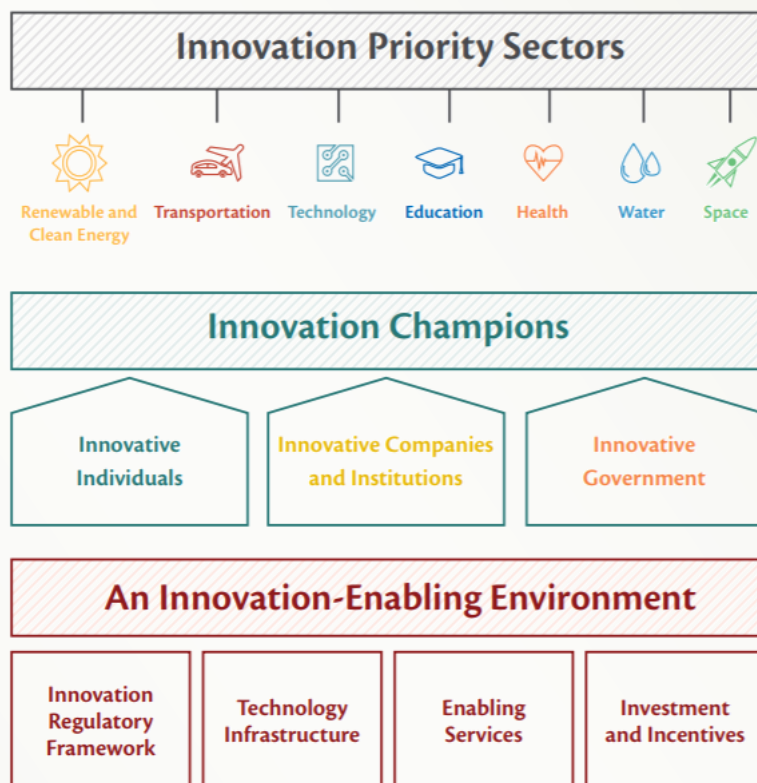 Innovation Priority Sectors
Renewable and
Clean Energy
Transportation
Technology
Education
Health
Water
Space
Innovation Champions
Innovative
Individuals
Innovative Companies
and Institutions
Innovative
Government
An Innovation-Enabling Environment
Innovation
Regulatory
Framework
Technology
Infrastructure
Enabling
Services
Investment
and Incentives